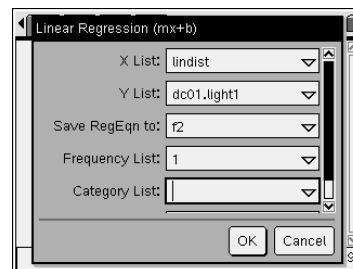 Linear Regression (mx+b)
X List: lindist
Y List: dc01.light1
Save RegEqn to: f2
Frequency List: 1
Category List:
OK Cancel